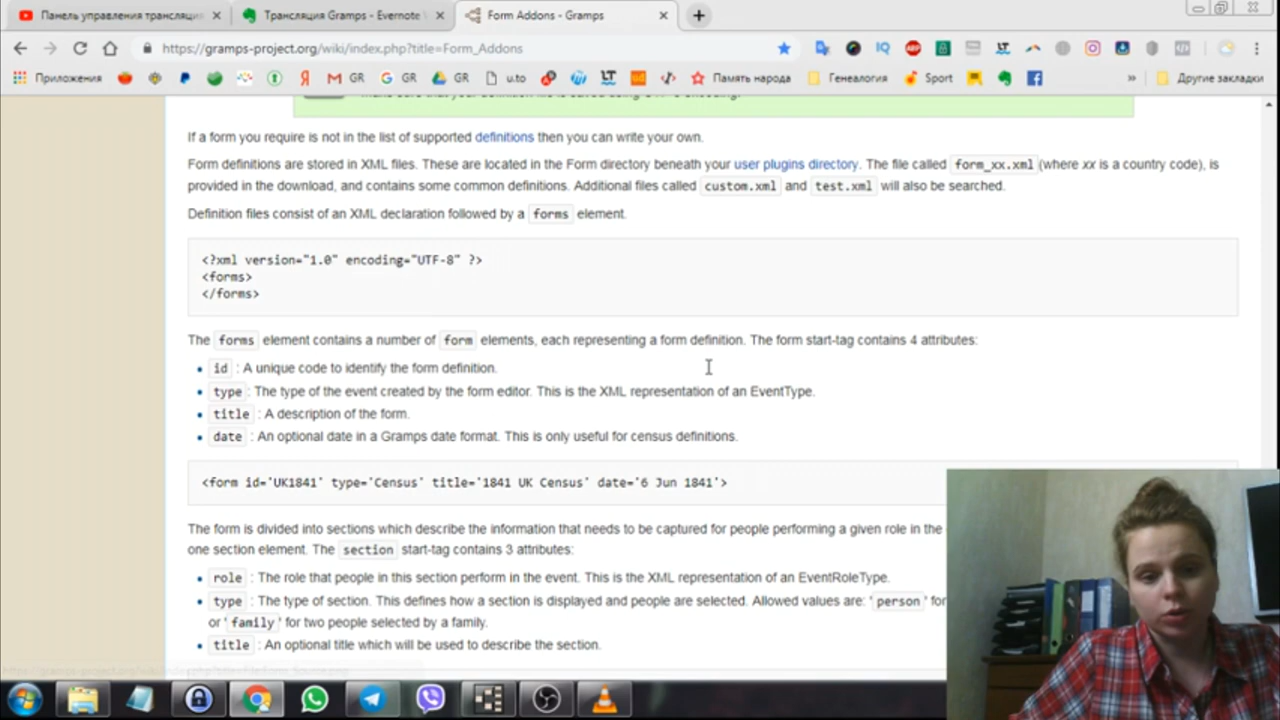 Панель управления трансляци
Трансляция Gramps - Evernote
Form Addons - Gramps
https://gramps-project.org/wiki/index.php?title=Form_Addons
Приложения GR GR GR u.to Память народа Генеалогия Sport » Другие закладки
If a form you require is not in the list of supported definitions then you can write your own.
Form definitions are stored in XML files. These are located in the Form directory beneath your user plugins directory. The file called form_xx.xml (where xx is a country code), is
provided in the download, and contains some common definitions. Additional files called custom.xml and test.xml will also be searched.
Definition files consist of an XML declaration followed by a forms element.
<?xml version="1.0" encoding="UTF-8" ?>
<forms>
</forms>
The forms element contains a number of form elements, each representing a form definition. The form start-tag contains 4 attributes:
id : A unique code to identify the form definition.
type : The type of the event created by the form editor. This is the XML representation of an EventType.
title : A description of the form.
date : An optional date in a Gramps date format. This is only useful for census definitions.
<form id='UK1841' type='Census' title='1841 UK Census' date='6 Jun 1841'>
The form is divided into sections which describe the information that needs to be captured for people performing a given role in the
one section element. The section start-tag contains 3 attributes:
role : The role that people in this section perform in the event. This is the XML representation of an EventRoleType.
type : The type of section. This defines how a section is displayed and people are selected. Allowed values are: 'person' for
or 'family' for two people selected by a family.
title : An optional title which will be used to describe the section.